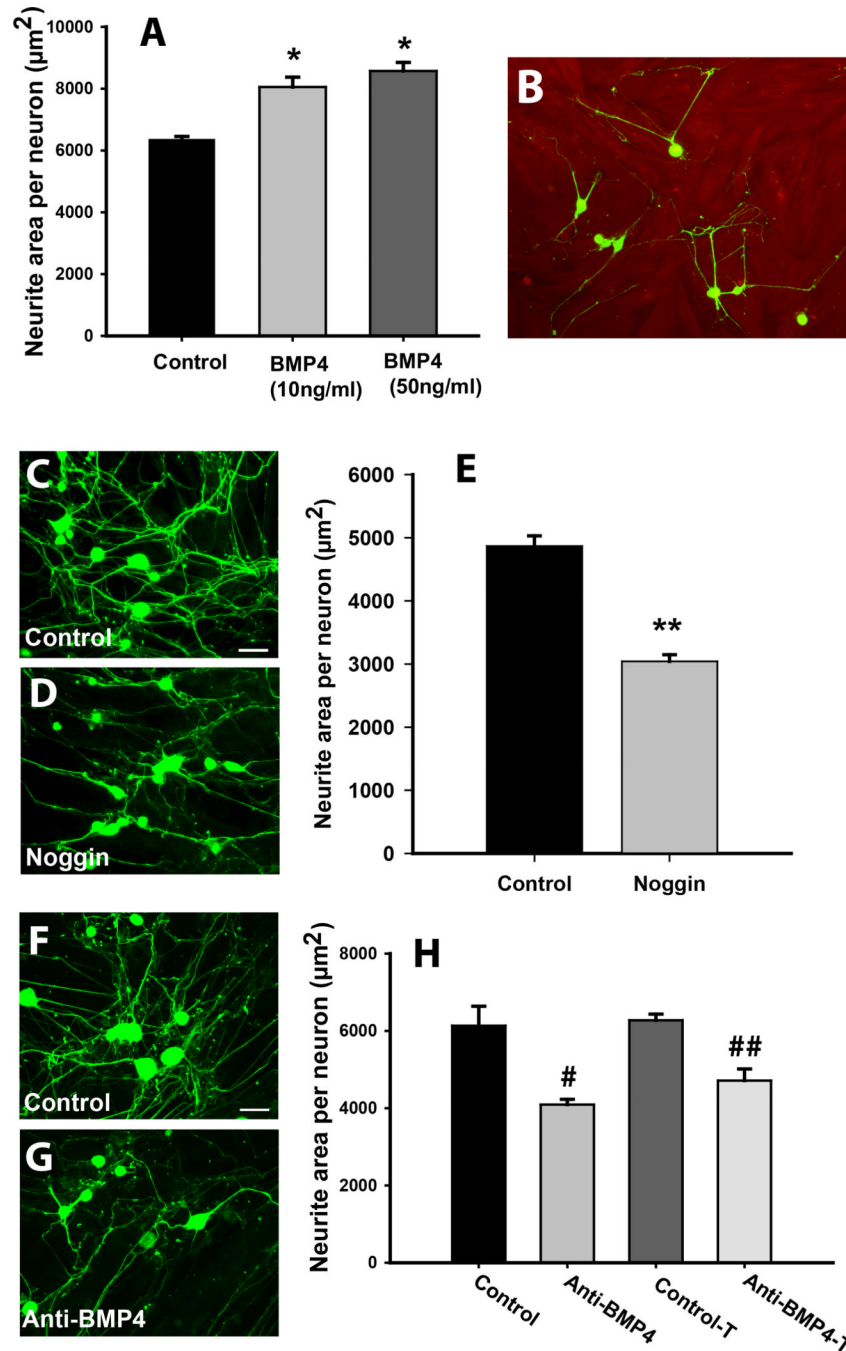 A
Neurite area per neuron (µm²)
10000
8000
6000
4000
2000
0
*
*
Control
BMP4
(10ng/ml)
BMP4
(50ng/ml)
B
C
Control
D
Noggin
E
Neurite area per neuron (µm²)
6000
5000
4000
3000
2000
1000
0
**
Control
Noggin
F
Control
G
Anti-BMP4
H
Neurite area per neuron (µm²)
8000
6000
4000
2000
0
#
##
Control
Anti-BMP4
Control-T
Anti-BMP4-T